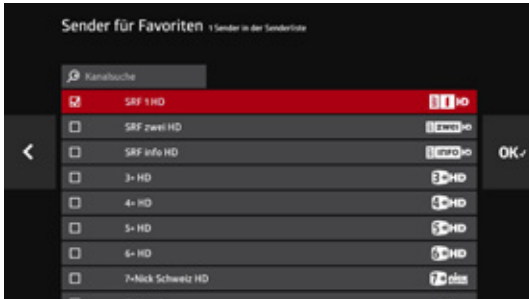 Sender für Favoriten 1 Sender in der Senderliste
Kanalsuche
SRF 1 HD
SRF zwei HD
SRF info HD
3+ HD
4+ HD
5+ HD
6+ HD
7+Nick Schweiz HD
OK